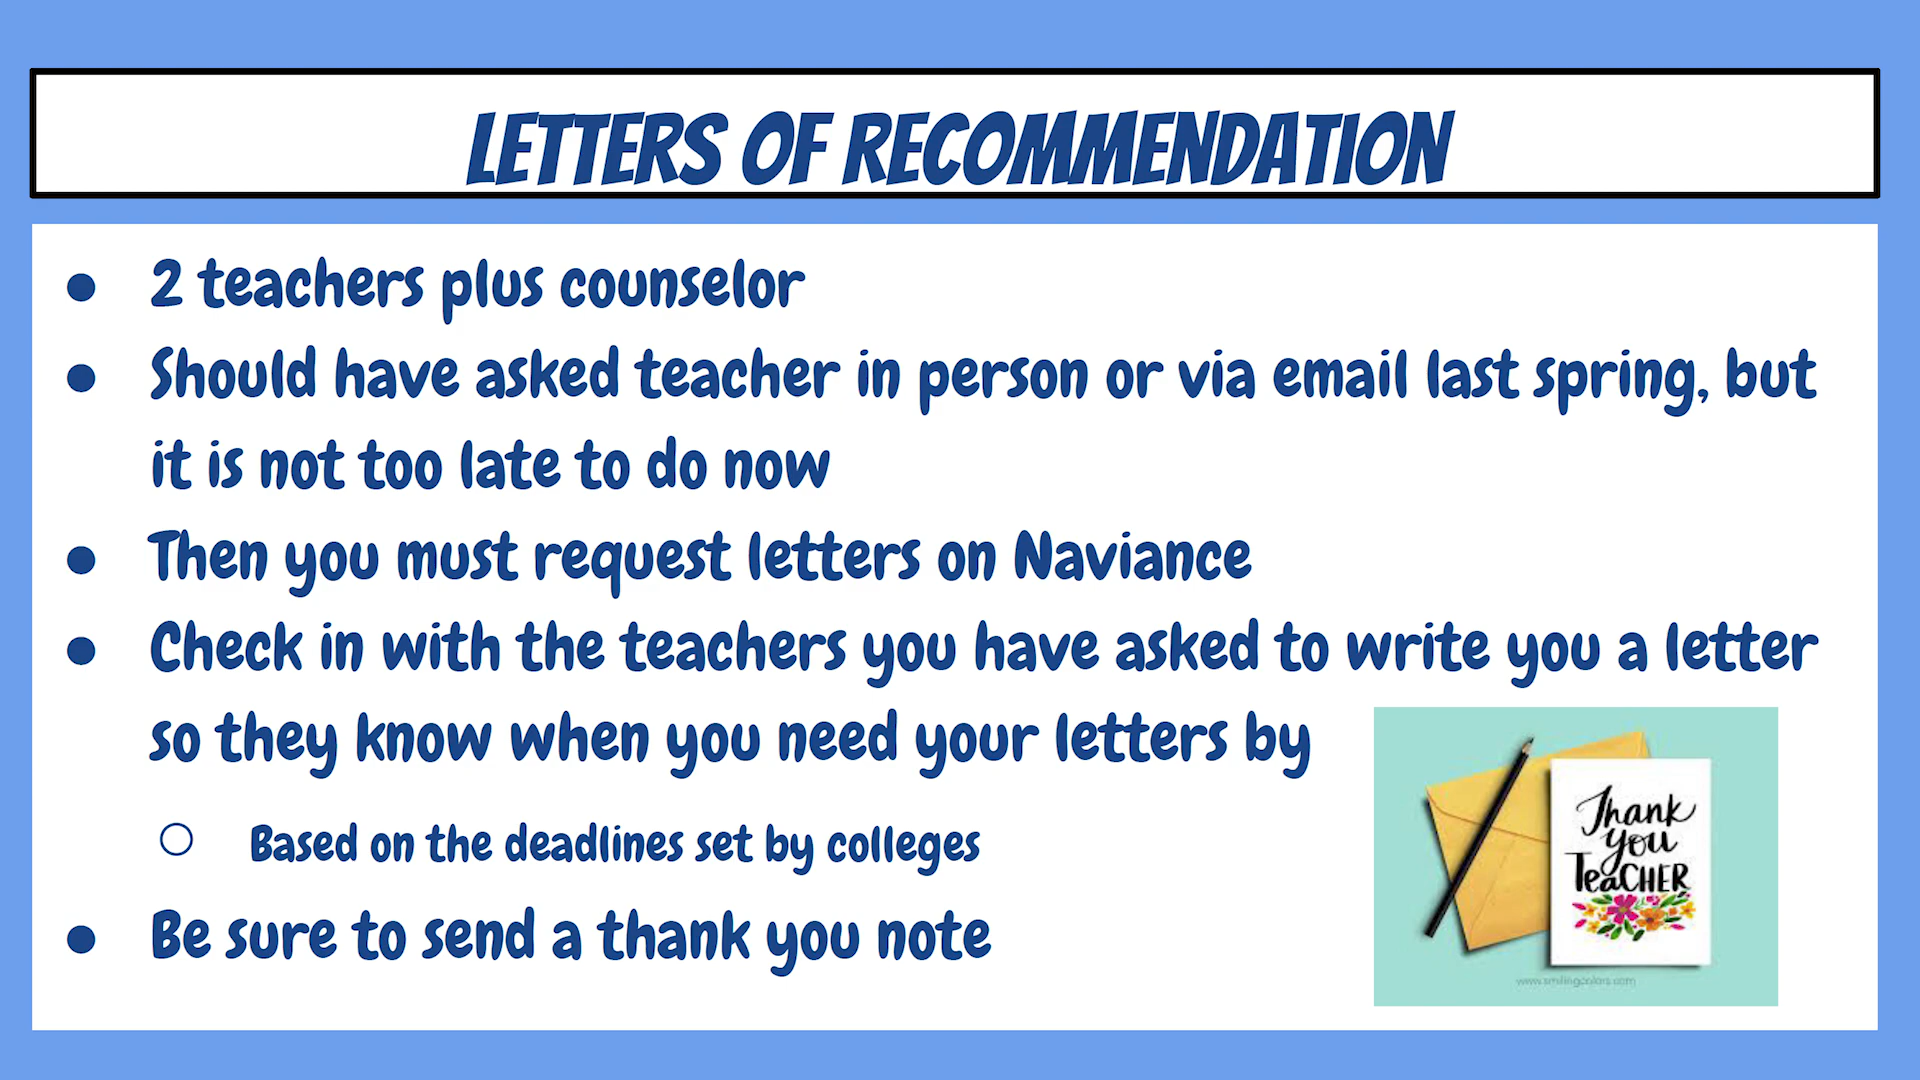 LETTERS OF RECOMMENDATION
● 2 teachers plus counselor
● Should have asked teacher in person or via email last spring, but
it is not too late to do now
● Then you must request letters on Naviance
● Check in with the teachers you have asked to write you a letter
so they know when you need your letters by
○ Based on the deadlines set by colleges
● Be sure to send a thank you note
Thank
you
TeaCHER
www.smilingcolors.com